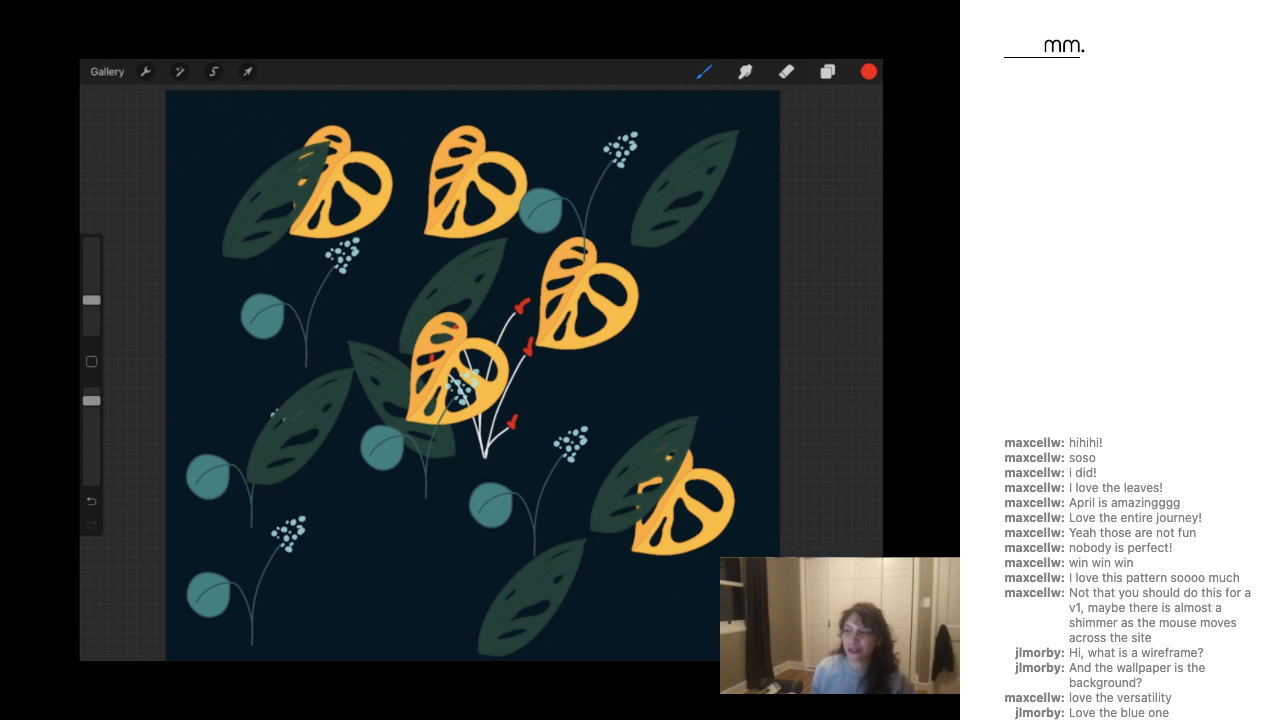 Gallery
mm.
maxcellw: hihihi!
maxcellw: soso
maxcellw: i did!
maxcellw: I love the leaves!
maxcellw: April is amazingggg
maxcellw: Love the entire journey!
maxcellw: Yeah those are not fun
maxcellw: nobody is perfect!
maxcellw: win win win
maxcellw: I love this pattern soooo much
maxcellw: Not that you should do this for a
v1, maybe there is almost a
shimmer as the mouse moves
across the site
jlmorby: Hi, what is a wireframe?
jlmorby: And the wallpaper is the
background?
maxcellw: love the versatility
jlmorby: Love the blue one